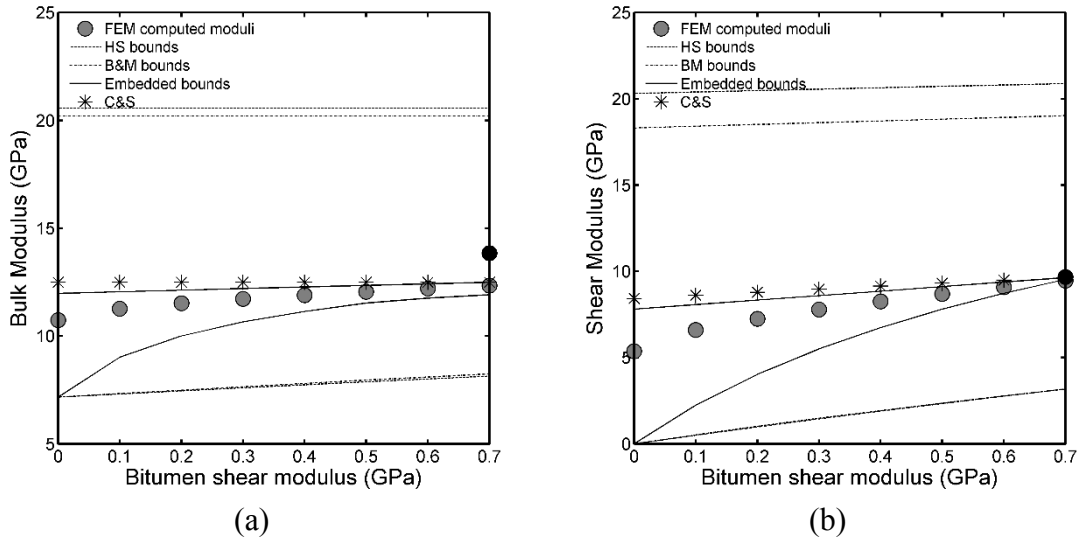 25
20
15
10
5
Bulk Modulus (GPa)
FEM computed moduli
HS bounds
B&M bounds
Embedded bounds
C&S
0 0.1 0.2 0.3 0.4 0.5 0.6 0.7
Bitumen shear modulus (GPa)
(a)
25
20
15
10
5
0
Shear Modulus (GPa)
FEM computed moduli
HS bounds
BM bounds
Embedded bounds
C&S
0 0.1 0.2 0.3 0.4 0.5 0.6 0.7
Bitumen shear modulus (GPa)
(b)